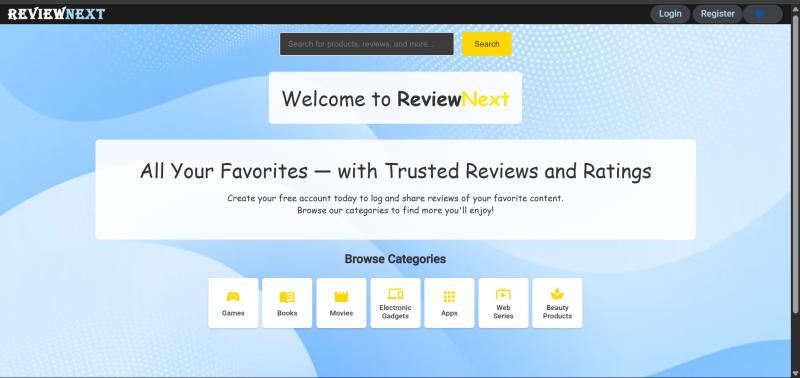 REVIEWNEXT
Login
Register
Search for products, reviews, and more...
Search
Welcome to ReviewNext
All Your Favorites — with Trusted Reviews and Ratings
Create your free account today to log and share reviews of your favorite content.
Browse our categories to find more you'll enjoy!
Browse Categories
Games
Books
Movies
Electronic
Gadgets
Apps
Web
Series
Beauty
Products